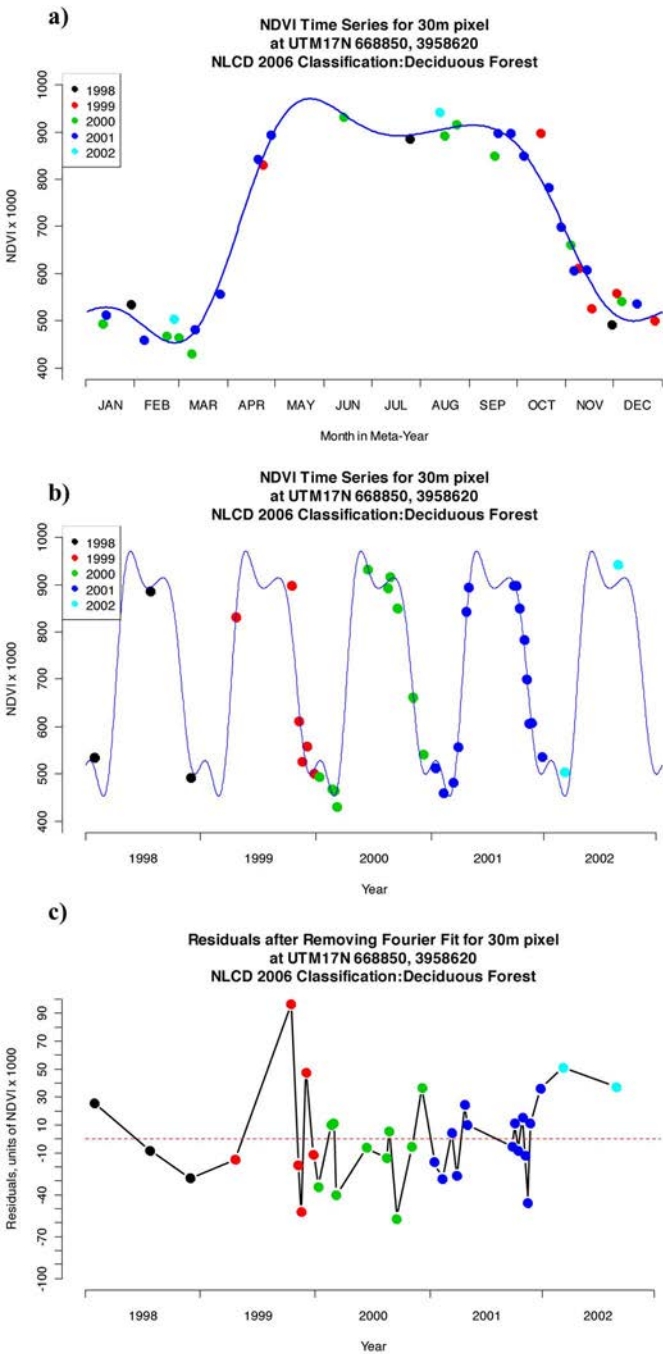 a)
NDVI Time Series for 30m pixel
at UTM17N 668850, 3958620
NLCD 2006 Classification:Deciduous Forest
1998
1999
2000
2001
2002
NDVI x 1000
1000
900
800
700
600
500
400
JAN FEB MAR APR MAY JUN JUL AUG SEP OCT NOV DEC
Month in Meta-Year
b)
NDVI Time Series for 30m pixel
at UTM17N 668850, 3958620
NLCD 2006 Classification:Deciduous Forest
1998
1999
2000
2001
2002
NDVI x 1000
1000
900
800
700
600
500
400
1998 1999 2000 2001 2002
Year
c)
Residuals after Removing Fourier Fit for 30m pixel
at UTM17N 668850, 3958620
NLCD 2006 Classification:Deciduous Forest
Residuals, units of NDVI x 1000
90
70
50
30
10
-10
-40
-70
-100
1998 1999 2000 2001 2002
Year